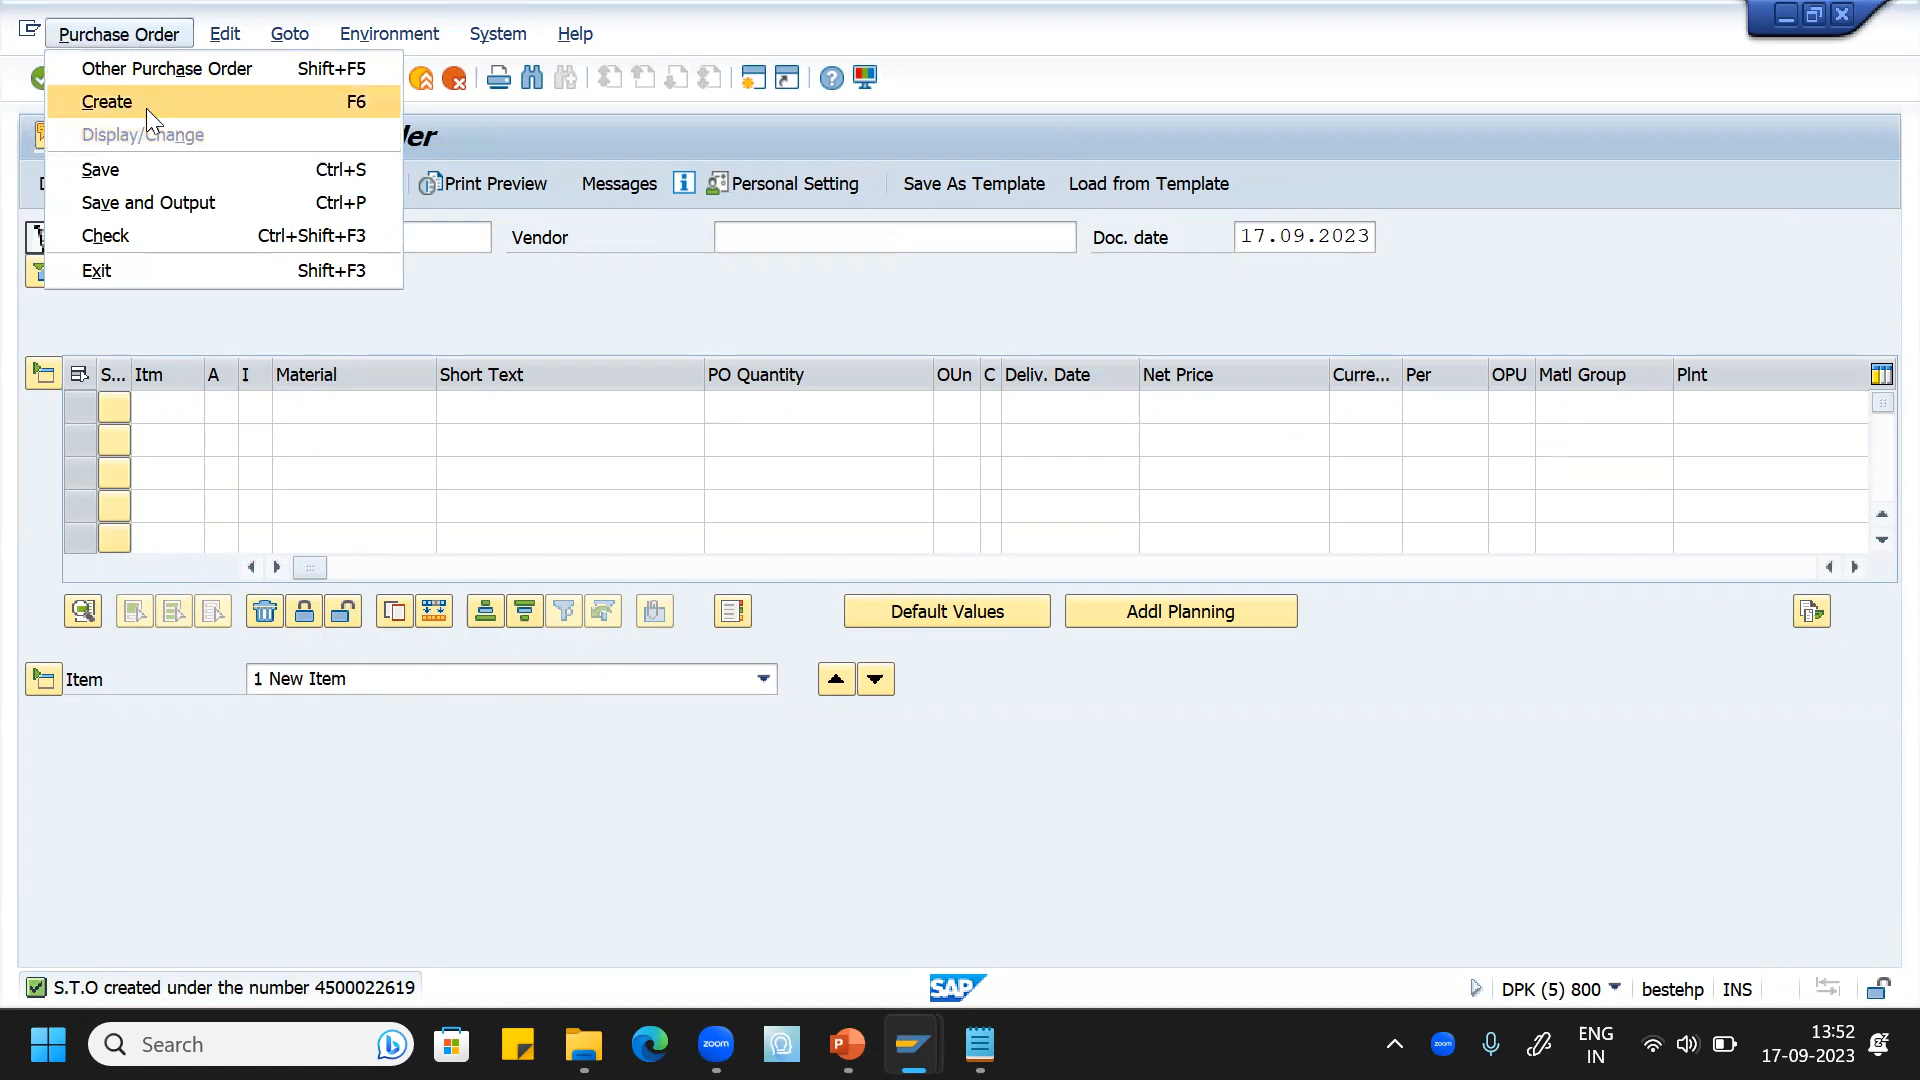 Purchase Order Edit Goto Environment System Help
Other Purchase Order Shift+F5
Create F6
Display/Change
Save Ctrl+S
Save and Output Ctrl+P
Check Ctrl+Shift+F3
Exit Shift+F3
der
D Print Preview Messages Personal Setting Save As Template Load from Template
Vendor Doc. date 17.09.2023
S... Itm A I Material Short Text PO Quantity OUn C Deliv. Date Net Price Curre... Per OPU Matl Group Plnt
Default Values Addl Planning
Item 1 New Item
S.T.O created under the number 4500022619 SAP DPK (5) 800 bestehp INS
Search zoom zoom ENG 13:52
IN 17-09-2023